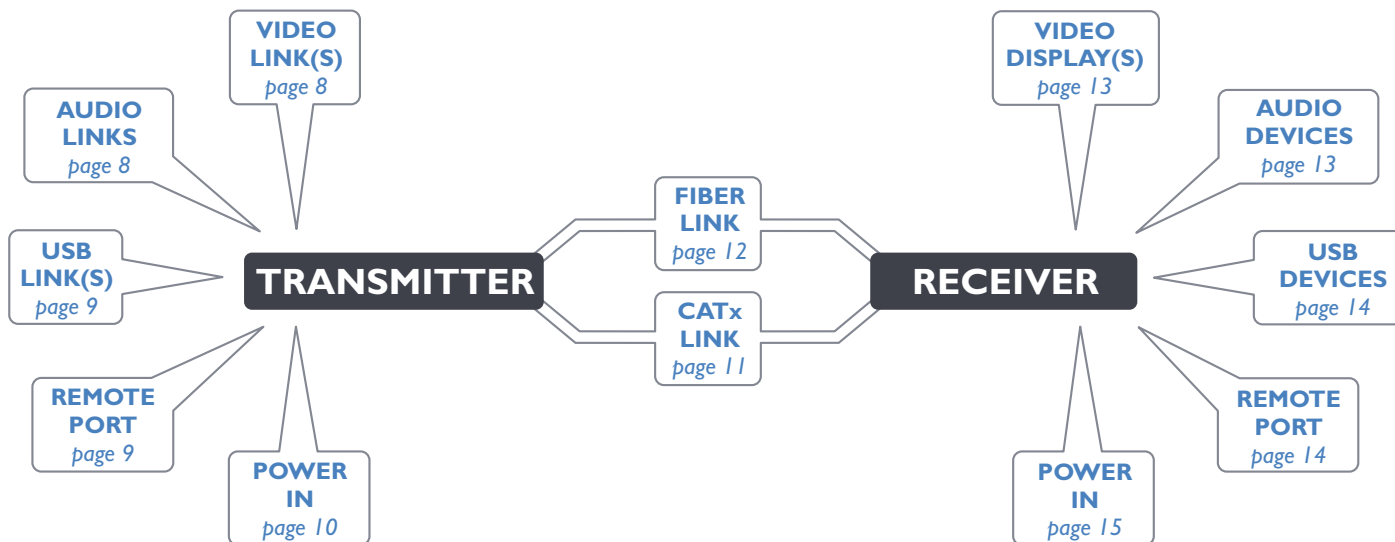 VIDEO
LINK(S)
page 8
AUDIO
LINKS
page 8
USB
LINK(S)
page 9
REMOTE
PORT
page 9
POWER
IN
page 10
TRANSMITTER
FIBER
LINK
page 12
CATx
LINK
page 11
RECEIVER
VIDEO
DISPLAY(S)
page 13
AUDIO
DEVICES
page 13
USB
DEVICES
page 14
REMOTE
PORT
page 14
POWER
IN
page 15